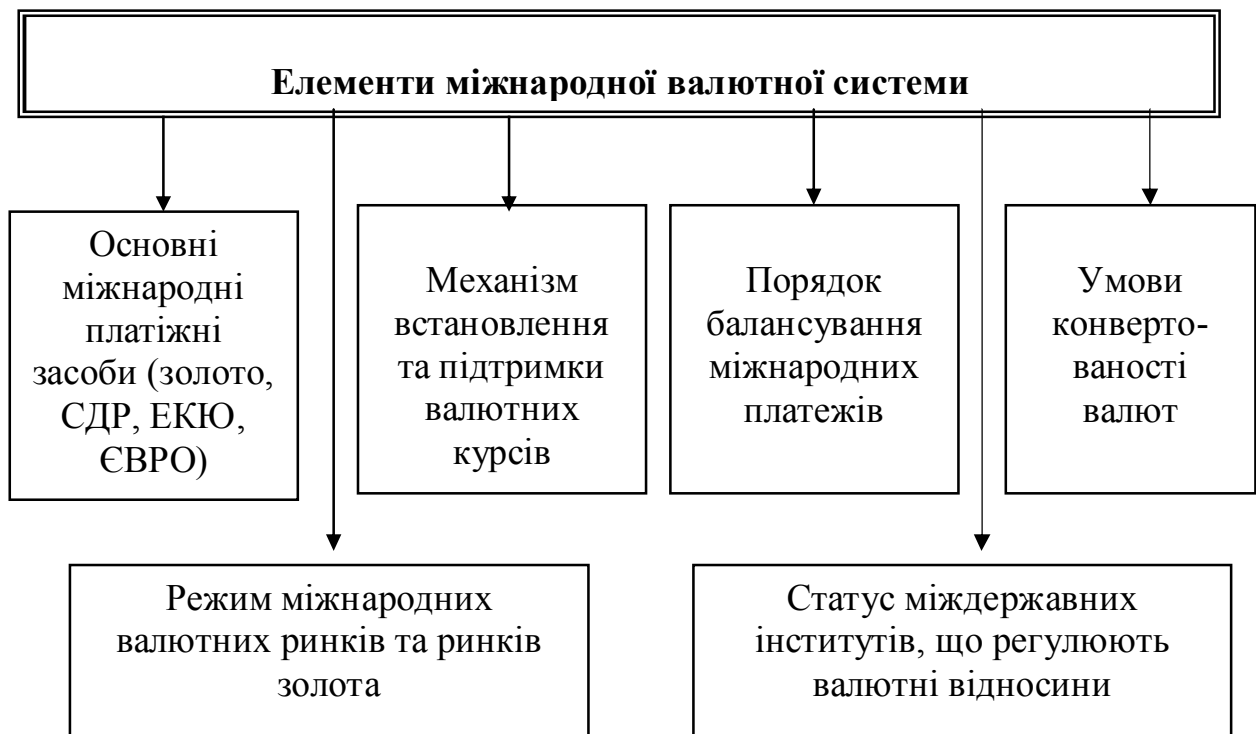 Елементи міжнародної валютної системи
Основні
міжнародні
платіжні
засоби (золото,
СДР, ЕКЮ,
ЄВРО)
Механізм
встановлення
та підтримки
валютних
курсів
Порядок
балансування
міжнародних
платежів
Умови
конверто-
ваності
валют
Режим міжнародних
валютних ринків та ринків
золота
Статус міждержавних
інститутів, що регулюють
валютні відносини